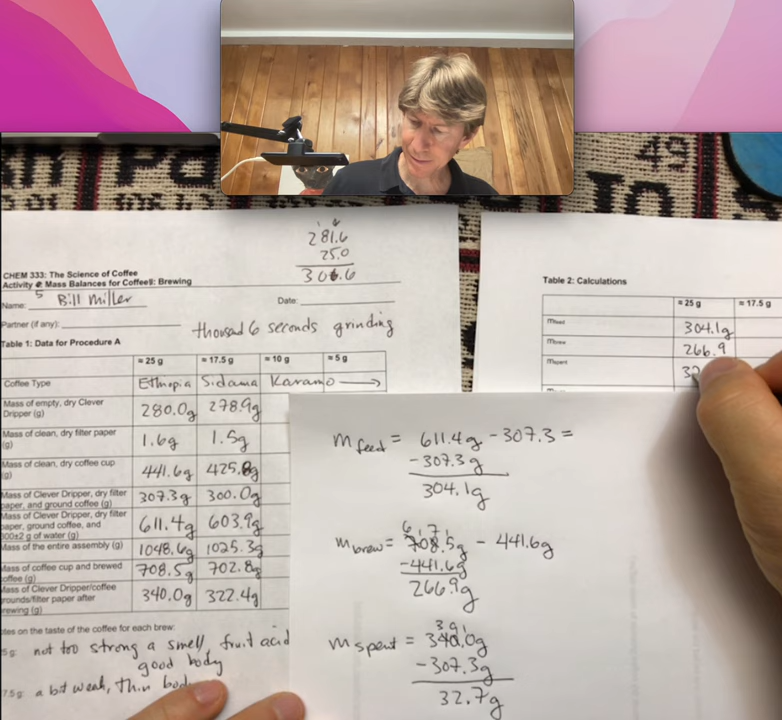 281.6
25.0
306.6
CHEM 333: The Science of Coffee
Activity 5: Mass Balances for Coffee: Brewing
Name: Bill Miller Date:
Partner (if any):
thousad 6 seconds grinding
Table 1: Data for Procedure A
≈ 25 g ≈ 17.5 g ≈ 10 g ≈ 5 g
Coffee Type Ethiopia Sidama Karamo
Mass of empty, dry Clever
Dripper (g) 280.0g 278.9g
Mass of clean, dry filter paper
(g) 1.6g 1.5g
Mass of clean, dry coffee cup
(g) 441.6g 425.8g
Mass of Clever Dripper, dry filter
paper, and ground coffee (g) 307.3g 300.0g
Mass of Clever Dripper, dry filter
paper, ground coffee, and
300±2 g of water (g) 611.4g 603.9g
Mass of the entire assembly (g) 1048.6g 1025.3g
Mass of coffee cup and brewed
coffee (g) 708.5g 702.8g
Mass of Clever Dripper/coffee
grounds/filter paper after
brewing (g) 340.0g 322.4g
tes on the taste of the coffee for each brew:
5g: not too strong a smell, fruit acid
good body
7.5g: a bit weak, thin body
Table 2: Calculations
≈ 25 g ≈ 17.5 g
mfeed 304.1g
mbrew 266.9
mspent 32
m feed = 611.4g - 307.3 =
-307.3g
304.1g
m brew = 708.5g - 441.6g
-441.6g
266.9g
m spent = 340.0g
-307.3g
32.7g